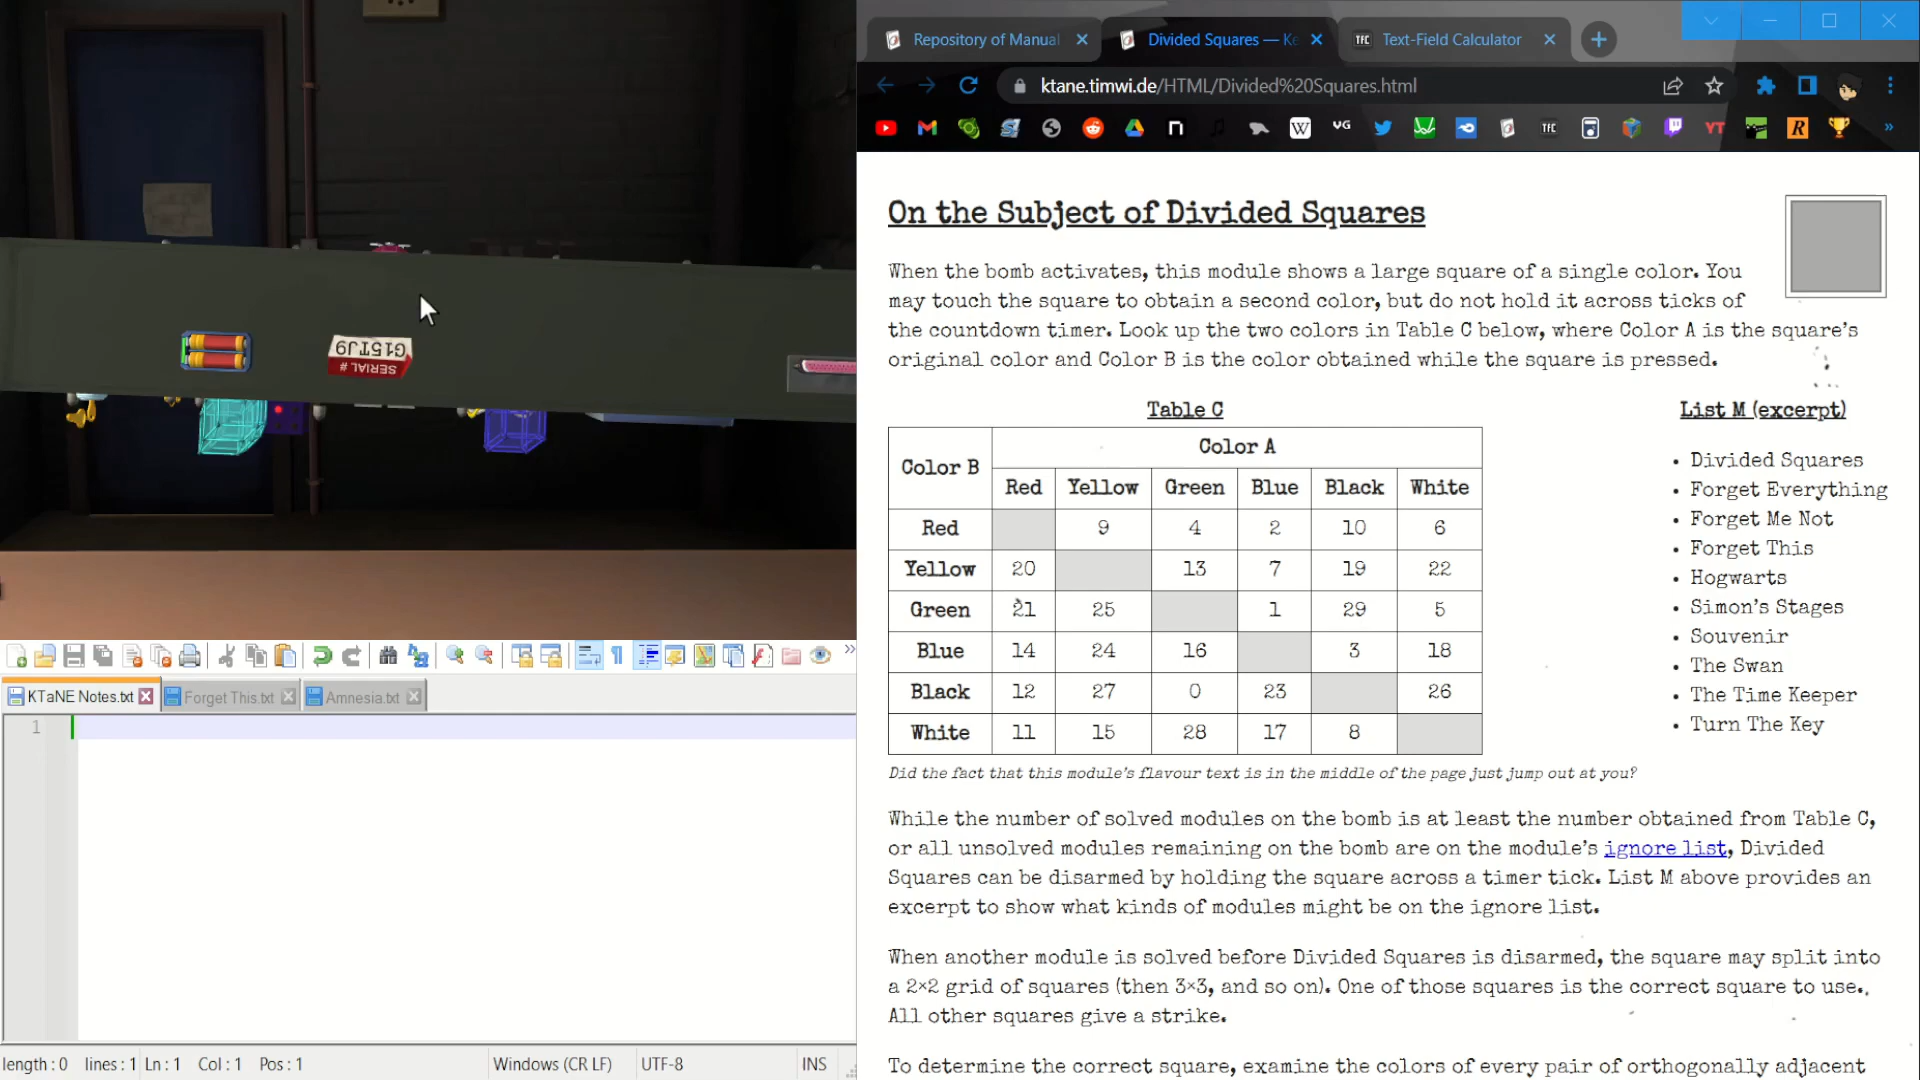 Repository of Manual
Divided Squares — Ke
TFC Text-Field Calculator
ktane.timwi.de/HTML/Divided%20Squares.html
SERIAL #
G15TJ9
On the Subject of Divided Squares
When the bomb activates, this module shows a large square of a single color. You
may touch the square to obtain a second color, but do not hold it across ticks of
the countdown timer. Look up the two colors in Table C below, where Color A is the square's
original color and Color B is the color obtained while the square is pressed.
Table C
Color B Color A
Red Yellow Green Blue Black White
Red 9 4 2 10 6
Yellow 20 13 7 19 22
Green 21 25 1 29 5
Blue 14 24 16 3 18
Black 12 27 0 23 26
White 11 15 28 17 8
List M (excerpt)
• Divided Squares
• Forget Everything
• Forget Me Not
• Forget This
• Hogwarts
• Simon's Stages
• Souvenir
• The Swan
• The Time Keeper
• Turn The Key
Did the fact that this module's flavour text is in the middle of the page just jump out at you?
While the number of solved modules on the bomb is at least the number obtained from Table C,
or all unsolved modules remaining on the bomb are on the module's ignore list, Divided
Squares can be disarmed by holding the square across a timer tick. List M above provides an
excerpt to show what kinds of modules might be on the ignore list.
When another module is solved before Divided Squares is disarmed, the square may split into
a 2×2 grid of squares (then 3×3, and so on). One of those squares is the correct square to use.
All other squares give a strike.
To determine the correct square, examine the colors of every pair of orthogonally adjacent
KTaNE Notes.txt Forget This.txt Amnesia.txt
1
length : 0 lines : 1 Ln : 1 Col : 1 Pos : 1 Windows (CR LF) UTF-8 INS